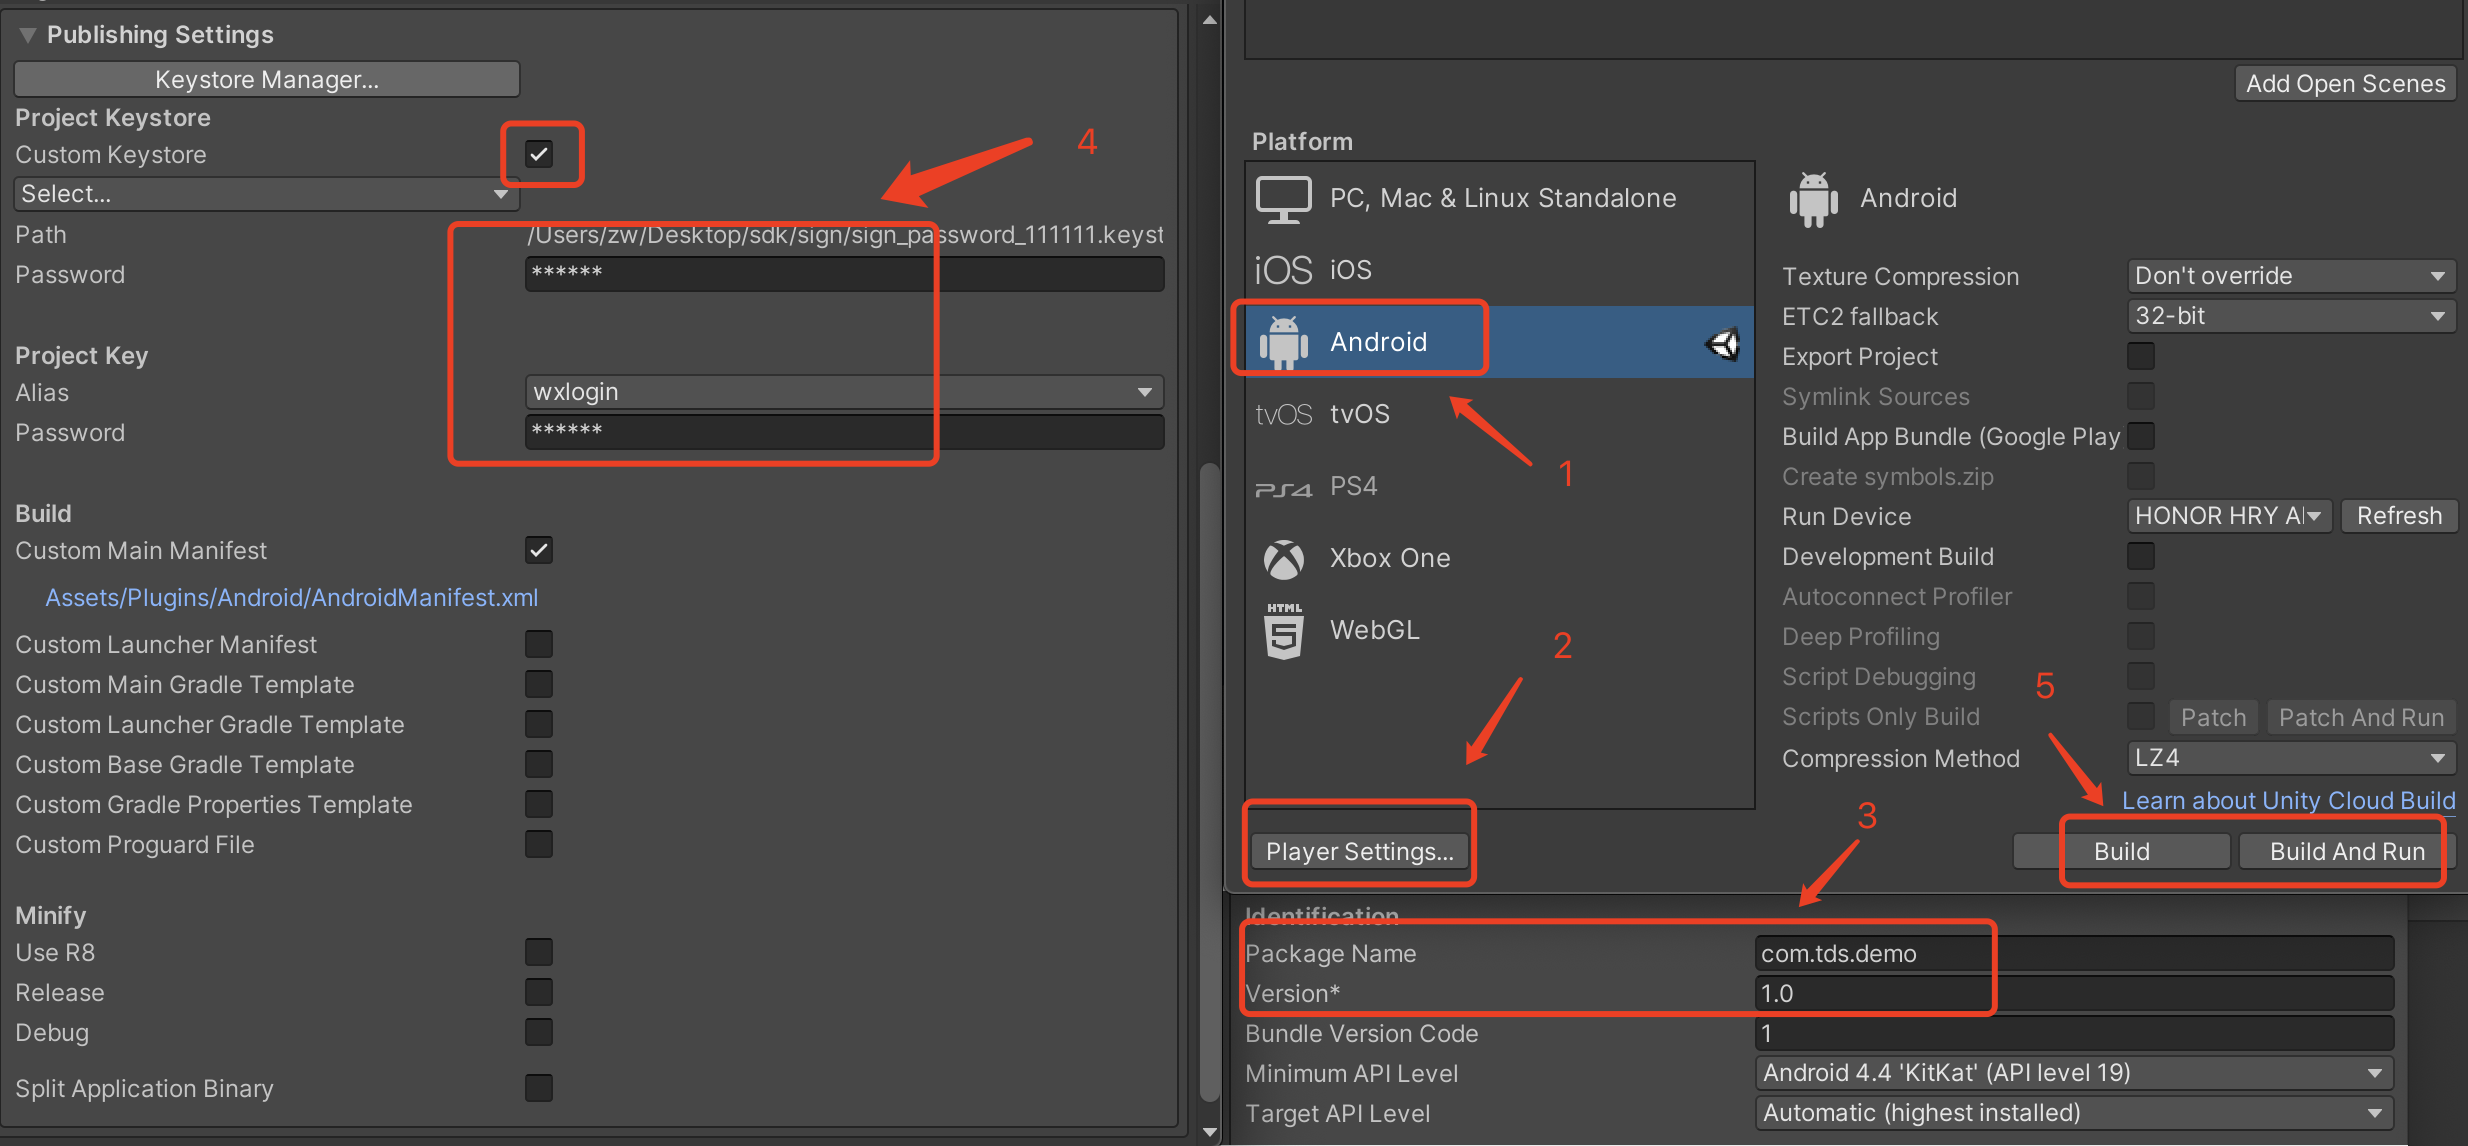 Publishing Settings
Keystore Manager...
Project Keystore
Custom Keystore
Select...
Path /Users/zw/Desktop/sdk/sign/sign_password_111111.keyst
Password ******
Project Key
Alias wxlogin
Password ******
Build
Custom Main Manifest
Assets/Plugins/Android/AndroidManifest.xml
Custom Launcher Manifest
Custom Main Gradle Template
Custom Launcher Gradle Template
Custom Base Gradle Template
Custom Gradle Properties Template
Custom Proguard File
Minify
Use R8
Release
Debug
Split Application Binary
4
Add Open Scenes
Platform
PC, Mac & Linux Standalone
iOS iOS
Android
tvOS tvOS
PS4 PS4
Xbox One
HTML 5 WebGL
1
2
Player Settings...
Android
Texture Compression Don't override
ETC2 fallback 32-bit
Export Project
Symlink Sources
Build App Bundle (Google Play
Create symbols.zip
Run Device HONOR HRY Al Refresh
Development Build
Autoconnect Profiler
Deep Profiling
Script Debugging
5
Scripts Only Build Patch Patch And Run
Compression Method LZ4
Learn about Unity Cloud Build
3
Build Build And Run
Identification
Package Name com.tds.demo
Version* 1.0
Bundle Version Code 1
Minimum API Level Android 4.4 'KitKat' (API level 19)
Target API Level Automatic (highest installed)